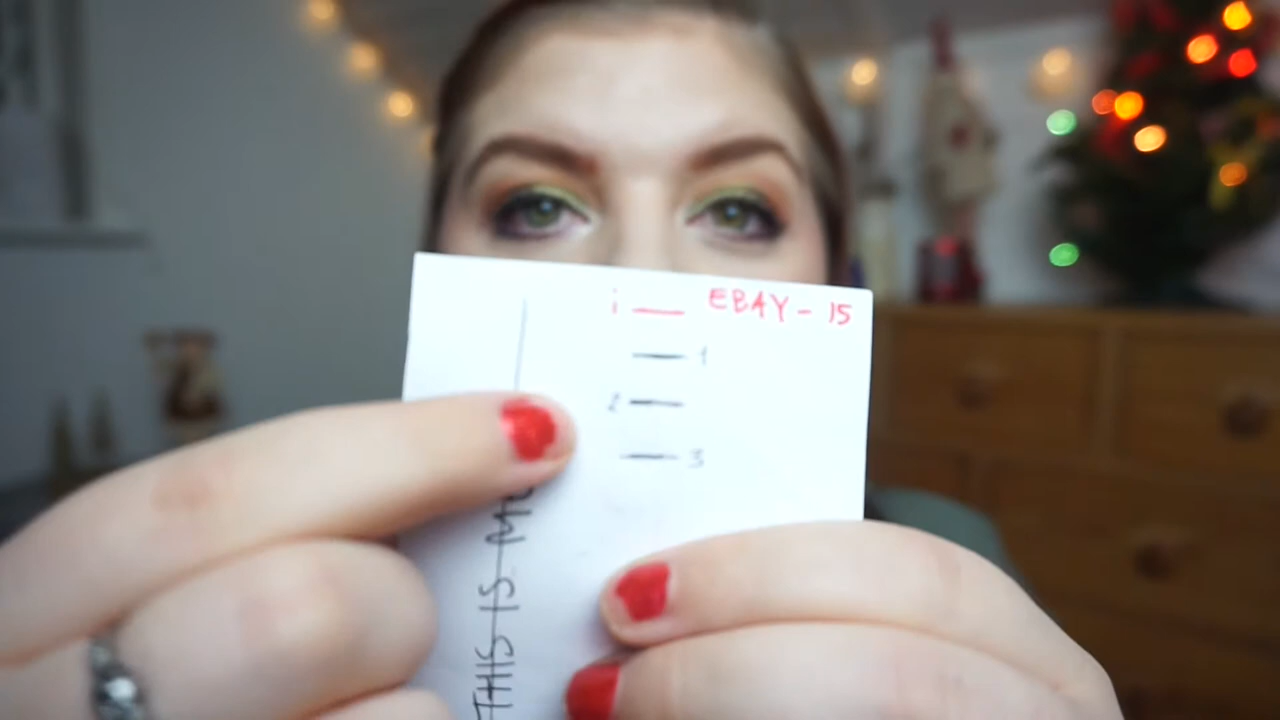 i — EBAY - 15
— 1
2 —
— 3
THIS IS